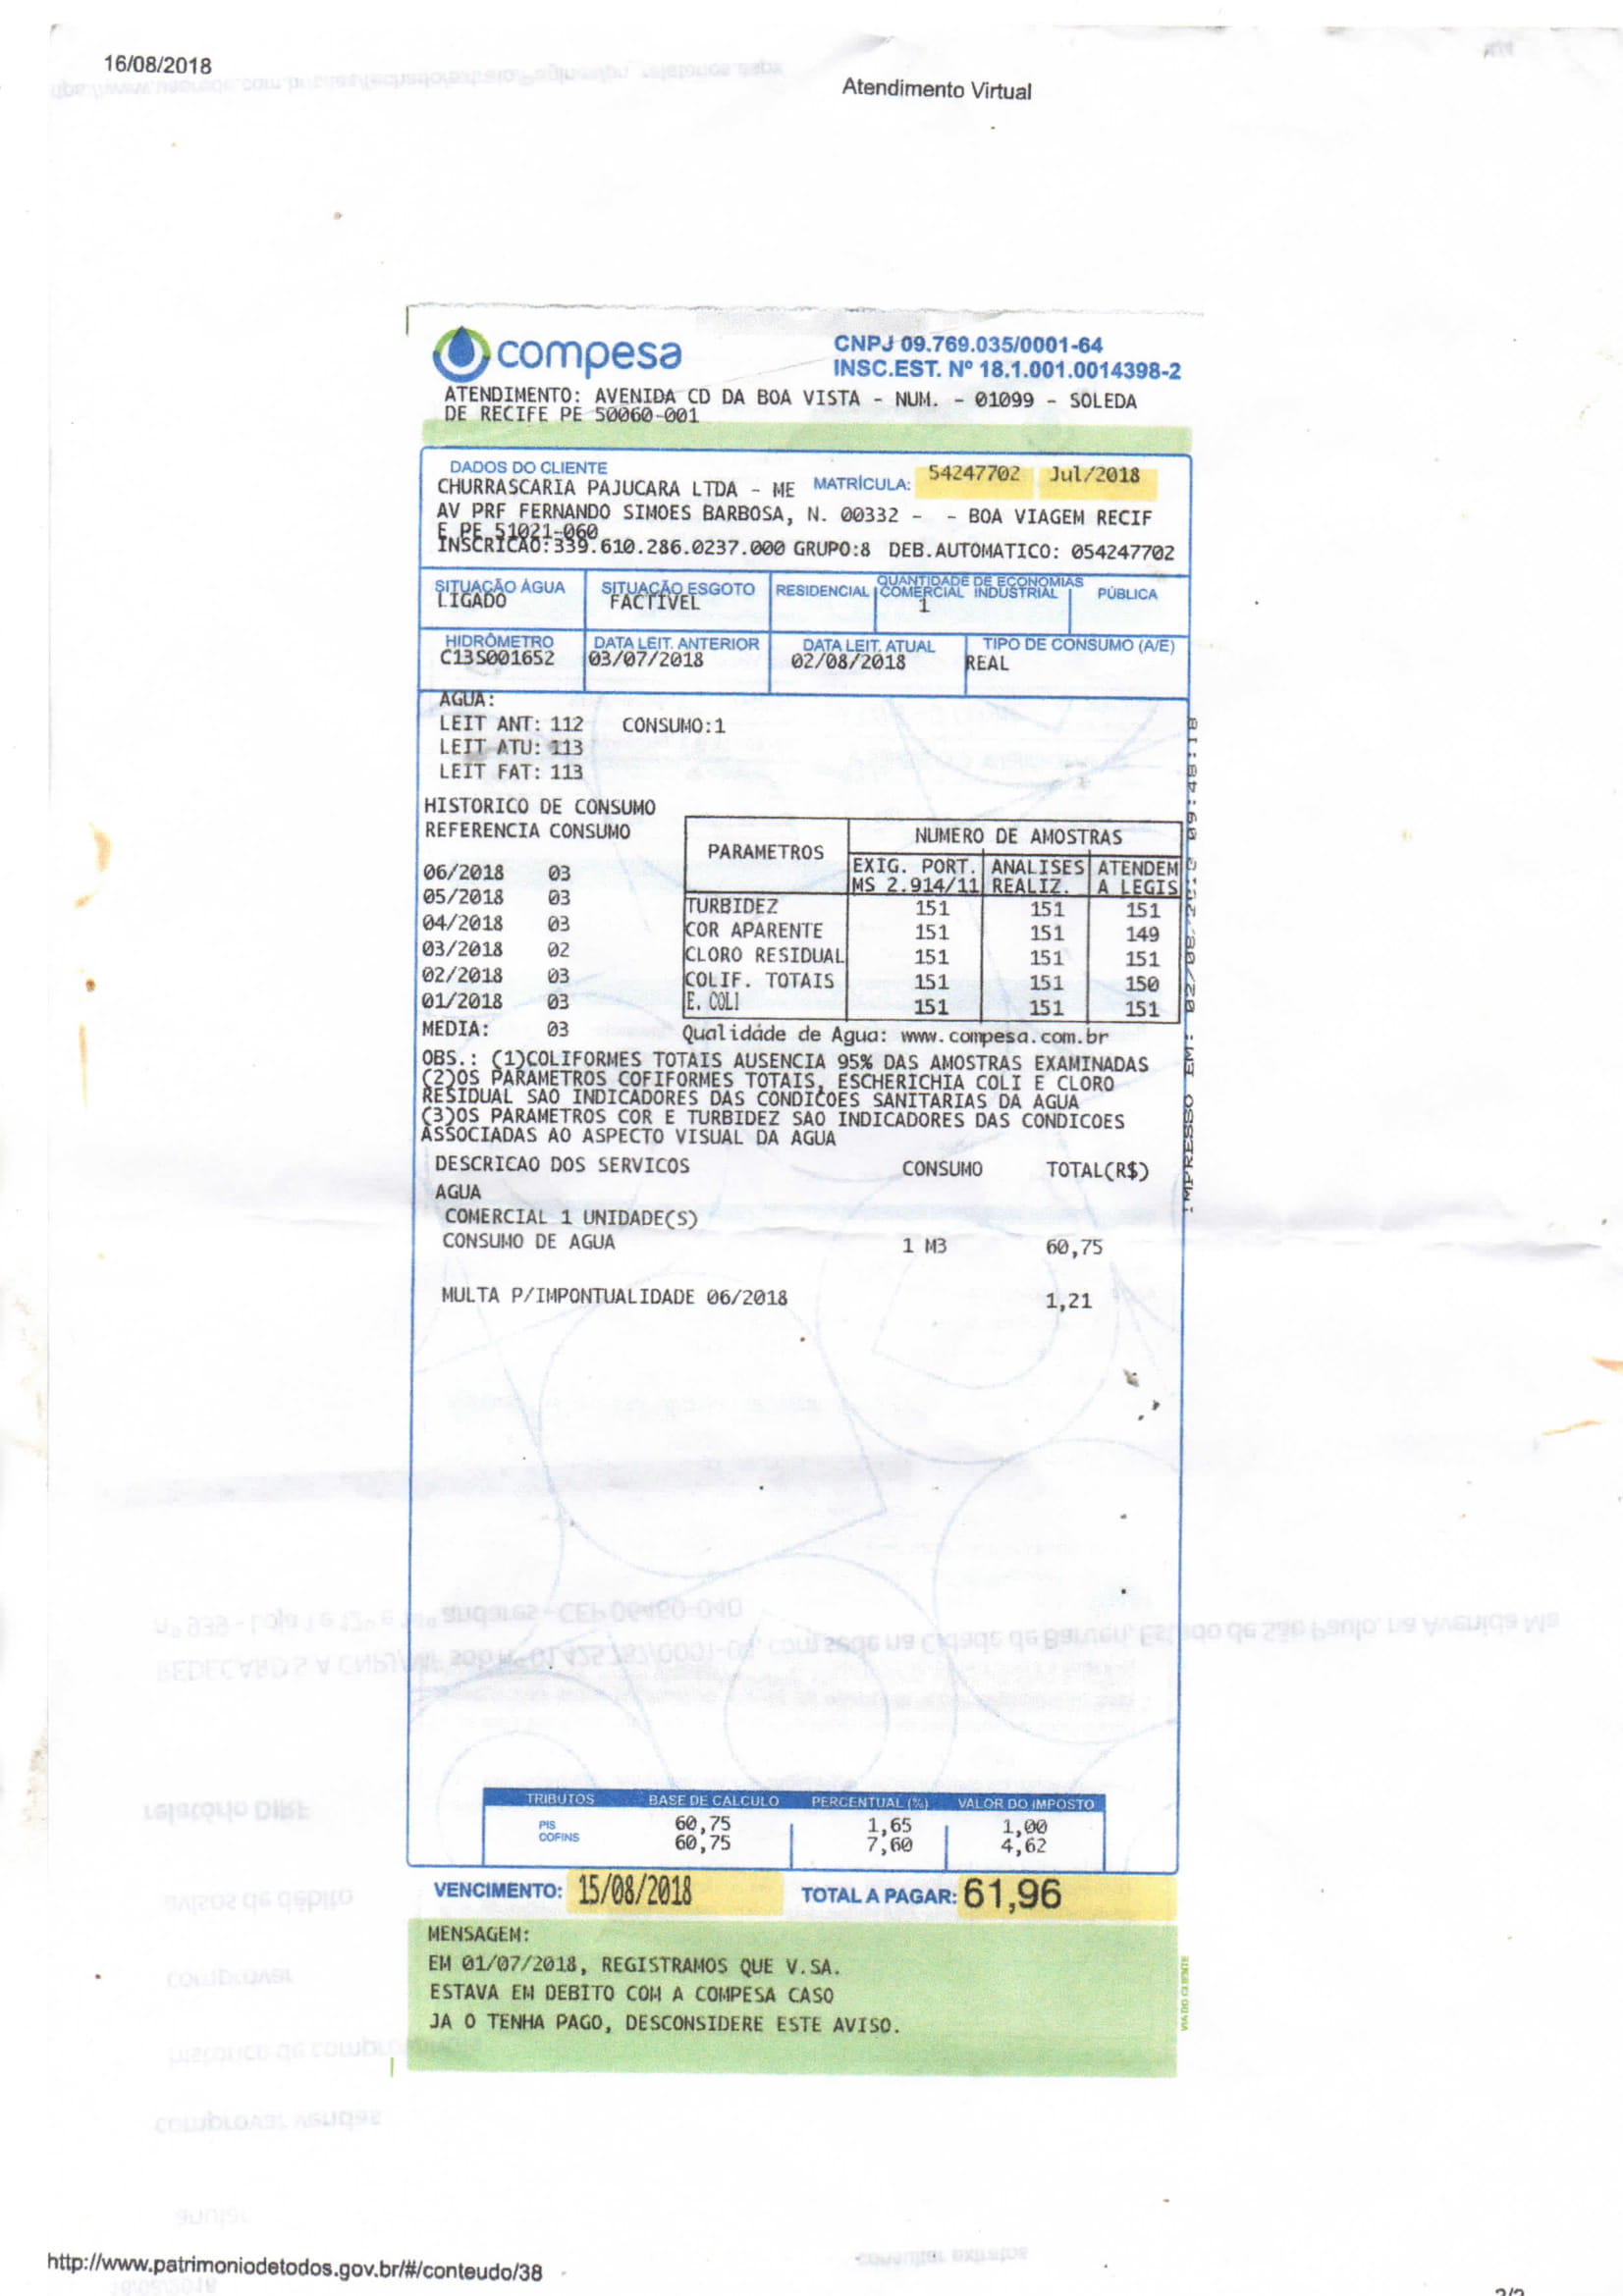 16/08/2018
Atendimento Virtual
compesa
CNPJ 09.769.035/0001-64
INSC.EST. Nº 18.1.001.0014398-2
ATENDIMENTO: AVENIDA CD DA BOA VISTA - NUM. - 01099 - SOLEDA
DE RECIFE PE 50060-001
DADOS DO CLIENTE
CHURRASCARIA PAJUCARA LTDA - ME MATRÍCULA: 54247702 Jul/2018
AV PRF FERNANDO SIMOES BARBOSA, N. 00332 - - BOA VIAGEM RECIF
E PE 51021-060
INSCRICAO:339.610.286.0237.000 GRUPO:8 DEB.AUTOMATICO: 054247702
SITUAÇÃO ÁGUA SITUAÇÃO ESGOTO RESIDENCIAL QUANTIDADE DE ECONOMIAS COMERCIAL INDUSTRIAL PÚBLICA
LIGADO FACTIVEL 1
HIDRÔMETRO DATA LEIT. ANTERIOR DATA LEIT. ATUAL TIPO DE CONSUMO (A/E)
C13S001652 03/07/2018 02/08/2018 REAL
AGUA:
LEIT ANT: 112 CONSUMO:1
LEIT ATU: 113
LEIT FAT: 113
HISTORICO DE CONSUMO
REFERENCIA CONSUMO
06/2018 03
05/2018 03
04/2018 03
03/2018 02
02/2018 03
01/2018 03
MEDIA: 03
PARAMETROS NUMERO DE AMOSTRAS
EXIG. PORT. ANALISES ATENDEM
MS 2.914/11 REALIZ. A LEGIS
TURBIDEZ 151 151 151
COR APARENTE 151 151 149
CLORO RESIDUAL 151 151 151
COLIF. TOTAIS 151 151 150
E. COLI 151 151 151
Qualidade de Agua: www.compesa.com.br
OBS.: (1)COLIFORMES TOTAIS AUSENCIA 95% DAS AMOSTRAS EXAMINADAS
(2)OS PARAMETROS COFIFORMES TOTAIS, ESCHERICHIA COLI E CLORO
RESIDUAL SAO INDICADORES DAS CONDICOES SANITARIAS DA AGUA
(3)OS PARAMETROS COR E TURBIDEZ SAO INDICADORES DAS CONDICOES
ASSOCIADAS AO ASPECTO VISUAL DA AGUA
DESCRICAO DOS SERVICOS CONSUMO TOTAL(R$)
AGUA
COMERCIAL 1 UNIDADE(S)
CONSUMO DE AGUA 1 M3 60,75
MULTA P/IMPONTUALIDADE 06/2018 1,21
TRIBUTOS BASE DE CALCULO PERCENTUAL (%) VALOR DO IMPOSTO
PIS 60,75 1,65 1,00
COFINS 60,75 7,60 4,62
VENCIMENTO: 15/08/2018 TOTAL A PAGAR: 61,96
MENSAGEM:
EM 01/07/2018, REGISTRAMOS QUE V.SA.
ESTAVA EM DEBITO COM A COMPESA CASO
JA O TENHA PAGO, DESCONSIDERE ESTE AVISO.
VIA DO CLIENTE
http://www.patrimoniodetodos.gov.br/#/conteudo/38